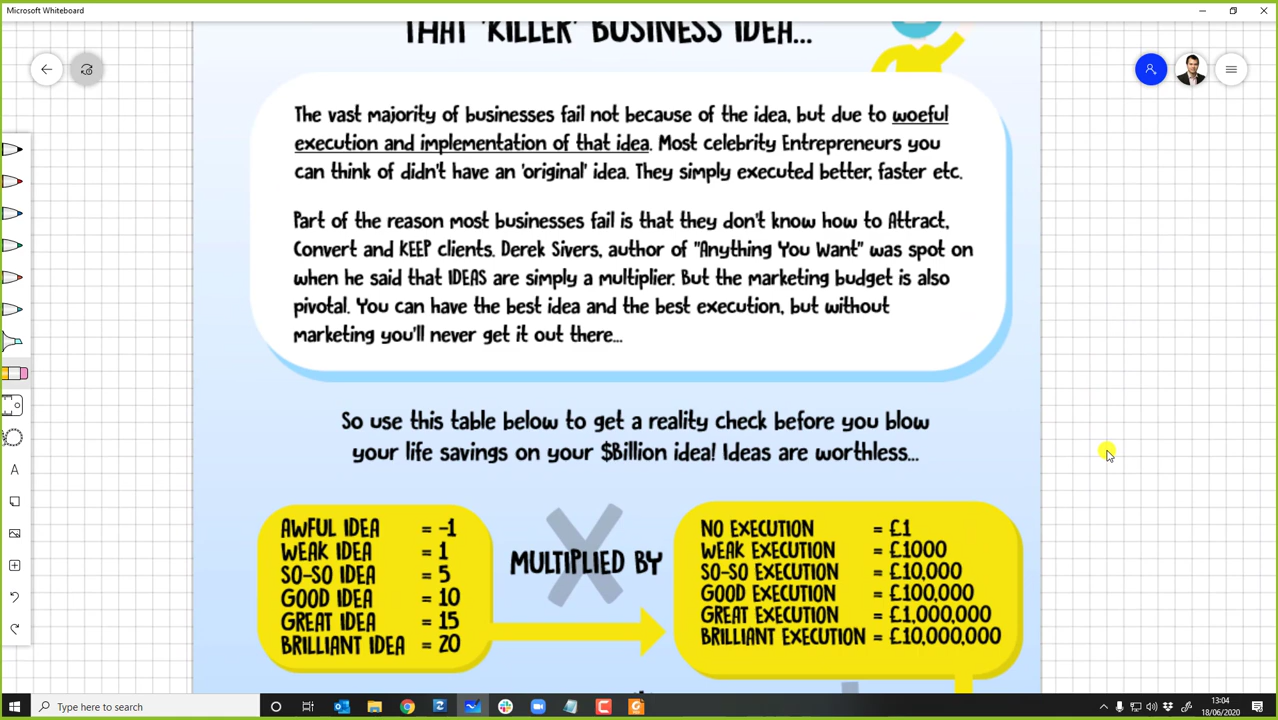 Microsoft Whiteboard
THAT 'KILLER' BUSINESS IDEA...
The vast majority of businesses fail not because of the idea, but due to woeful
execution and implementation of that idea. Most celebrity Entrepreneurs you
can think of didn't have an 'original' idea. They simply executed better, faster etc.
Part of the reason most businesses fail is that they don't know how to Attract,
Convert and KEEP clients. Derek Sivers, author of "Anything You Want" was spot on
when he said that IDEAS are simply a multiplier. But the marketing budget is also
pivotal. You can have the best idea and the best execution, but without
marketing you'll never get it out there...
So use this table below to get a reality check before you blow
your life savings on your $Billion idea! Ideas are worthless...
AWFUL IDEA = -1
WEAK IDEA = 1
SO-SO IDEA = 5
GOOD IDEA = 10
GREAT IDEA = 15
BRILLIANT IDEA = 20
MULTIPLIED BY
NO EXECUTION = £1
WEAK EXECUTION = £1000
SO-SO EXECUTION = £10,000
GOOD EXECUTION = £100,000
GREAT EXECUTION = £1,000,000
BRILLIANT EXECUTION = £10,000,000
Type here to search
13:04
18/06/2020